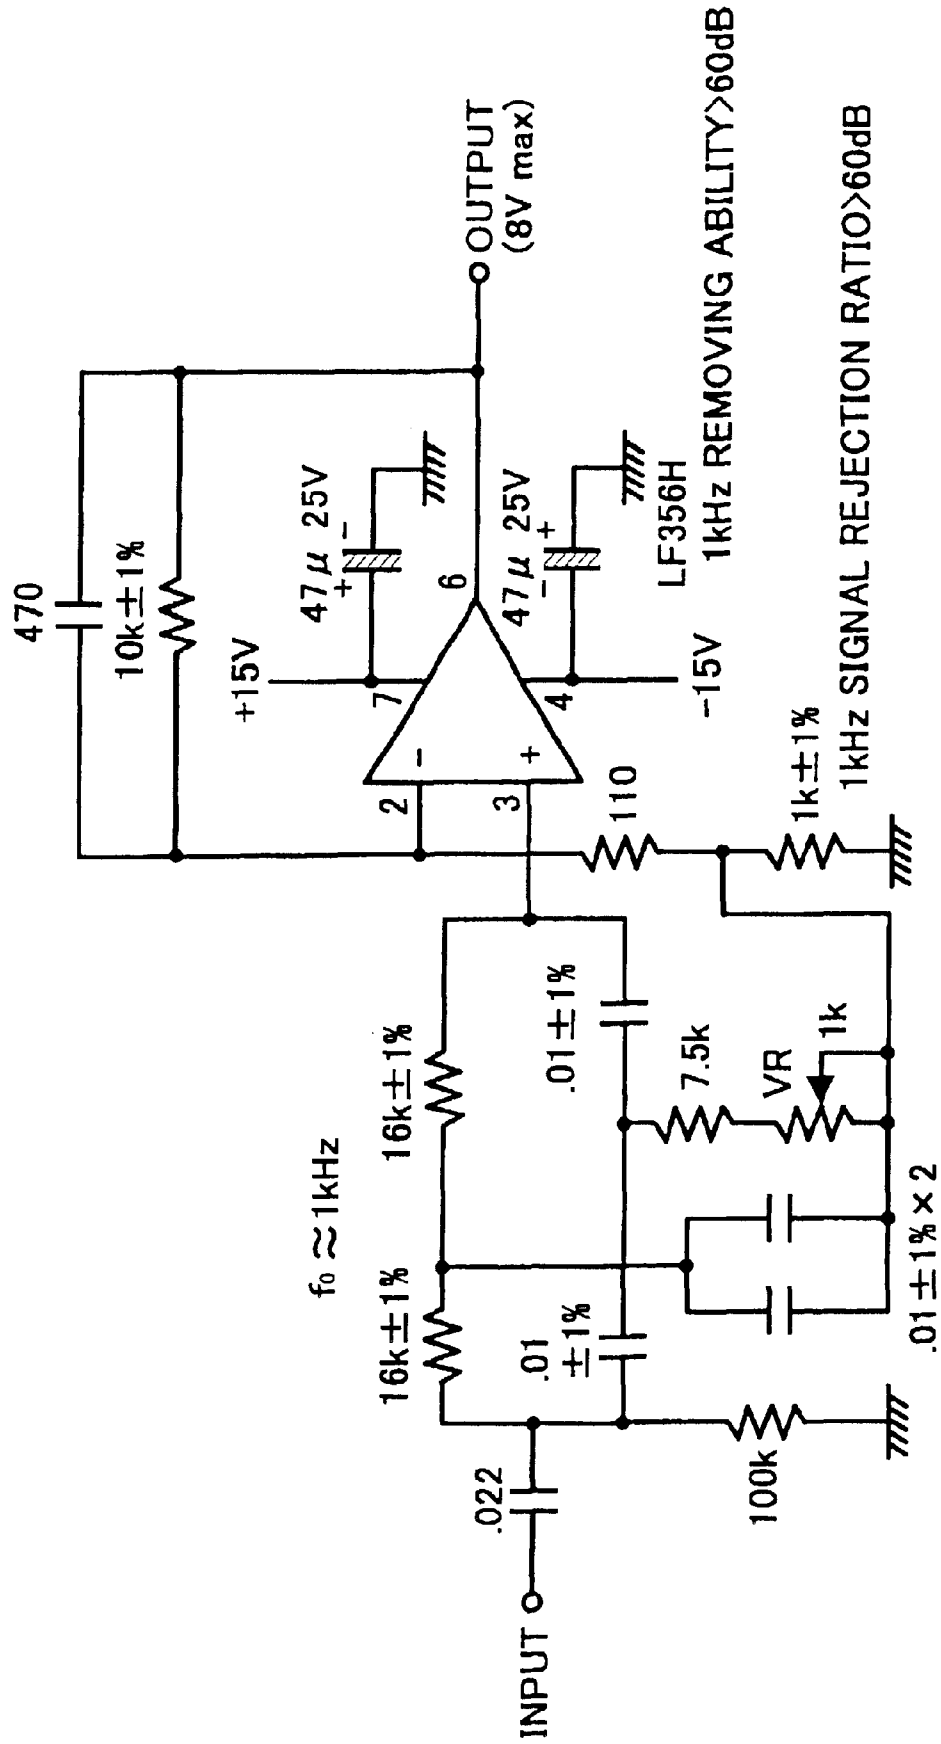 470
10k±1%
+15V
47μ 25V
+ −
7
2
−
6
OUTPUT
(8V max)
3
+
4
47μ 25V
− +
−15V
LF356H
1kHz REMOVING ABILITY>60dB
f₀≈1kHz
16k±1%
16k±1%
.022
INPUT
.01
±1%
.01±1%
110
7.5k
VR
1k
1k±1%
100k
1kHz SIGNAL REJECTION RATIO>60dB
.01±1%×2